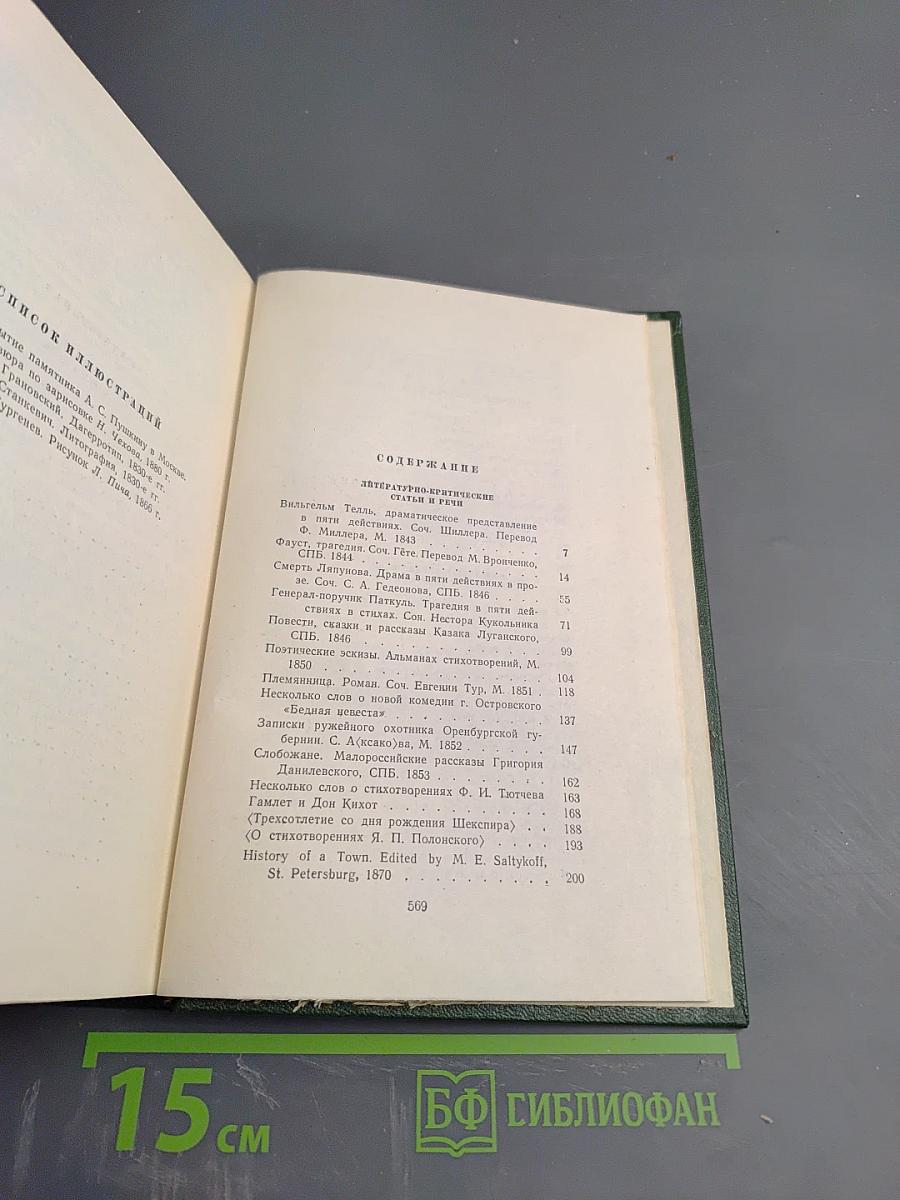 СПИСОК ИЛЛЮСТРАЦИЙ
памятника А. С. Пушкину в Москве.
по зарисовке Н. Чехова, 1880 г.
Грановский. Дагерротип, 1830-е гг.
Станкевич. Литография, 1830-е гг.
Рисунок Л. Пича, 1866 г.
СОДЕРЖАНИЕ
ЛИТЕРАТУРНО-КРИТИЧЕСКИЕ
СТАТЬИ И РЕЧИ
Вильгельм Телль, драматическое представление
в пяти действиях. Соч. Шиллера. Перевод
Ф. Миллера, М. 1843 . . . . . . . . . 7
Фауст, трагедия. Соч. Гёте. Перевод М. Вронченко,
СПБ. 1844 . . . . . . . . . . . . 14
Смерть Ляпунова. Драма в пяти действиях в про-
зе. Соч. С. А. Гедеонова, СПБ. 1846 . . . . 55
Генерал-поручик Паткуль. Трагедия в пяти дей-
ствиях в стихах. Соч. Нестора Кукольника 71
Повести, сказки и рассказы Казака Луганского,
СПБ. 1846 . . . . . . . . . . . . 99
Поэтические эскизы. Альманах стихотворений, М.
1850 . . . . . . . . . . . . . . 104
Племянница. Роман. Соч. Евгении Тур, М. 1851 . 118
Несколько слов о новой комедии г. Островского
«Бедная невеста» . . . . . . . . . . . 137
Записки ружейного охотника Оренбургской гу-
бернии. С. А⟨ксако⟩ва, М. 1852 . . . . . . 147
Слобожане. Малороссийские рассказы Григория
Данилевского, СПБ. 1853 . . . . . . . . 162
Несколько слов о стихотворениях Ф. И. Тютчева 163
Гамлет и Дон Кихот . . . . . . . . . . 168
⟨Трехсотлетие со дня рождения Шекспира⟩ . . 188
⟨О стихотворениях Я. П. Полонского⟩ . . . . 193
History of a Town. Edited by M. E. Saltykoff,
St. Petersburg, 1870 . . . . . . . . . . 200
569
15 см
БФ СИБЛИОФАН